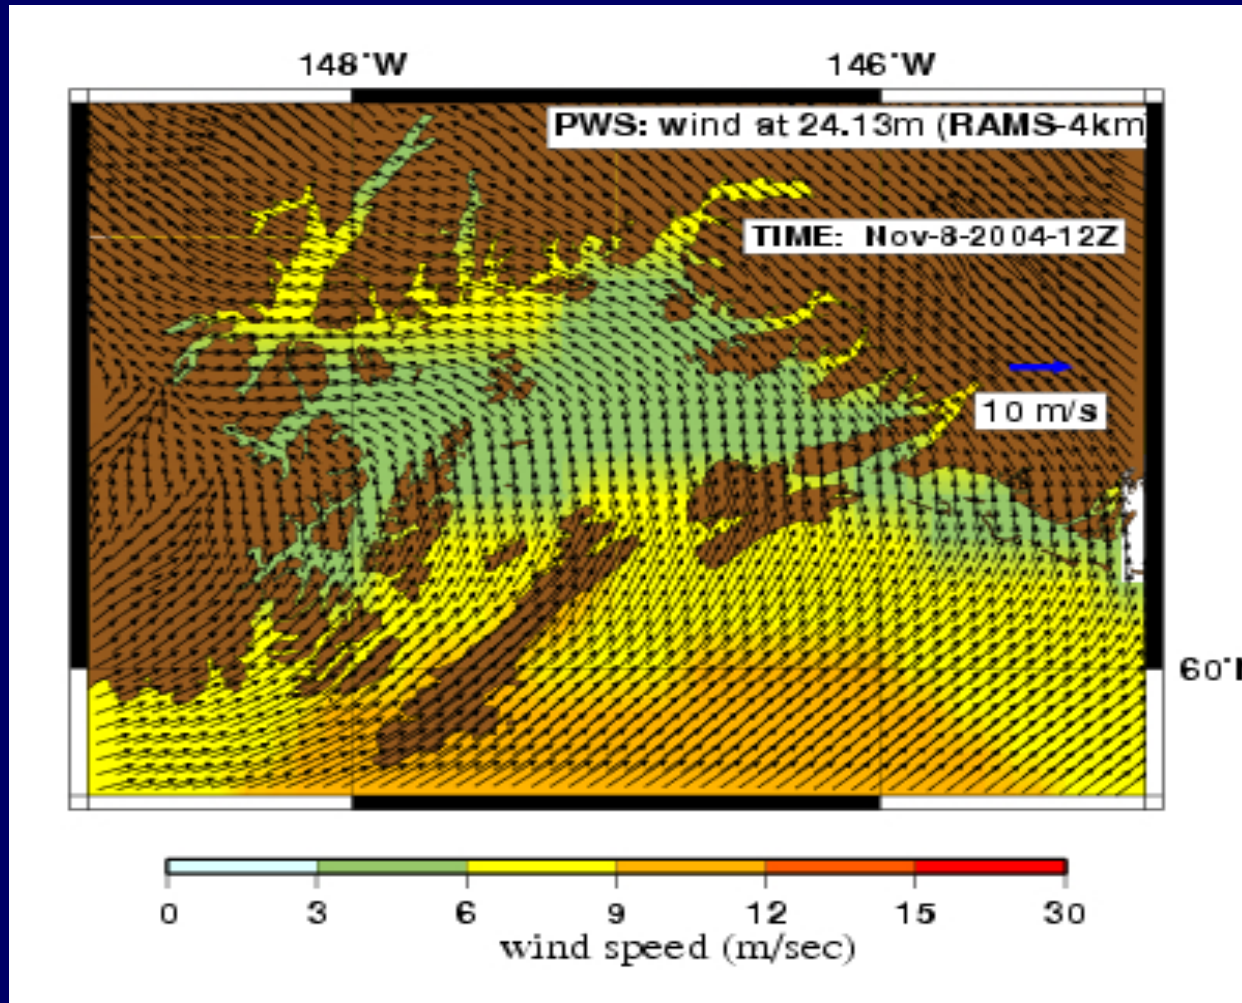 148°W 146°W
PWS: wind at 24.13m (RAMS-4km
TIME: Nov-8-2004-12Z
10 m/s
60°
0 3 6 9 12 15 30
wind speed (m/sec)